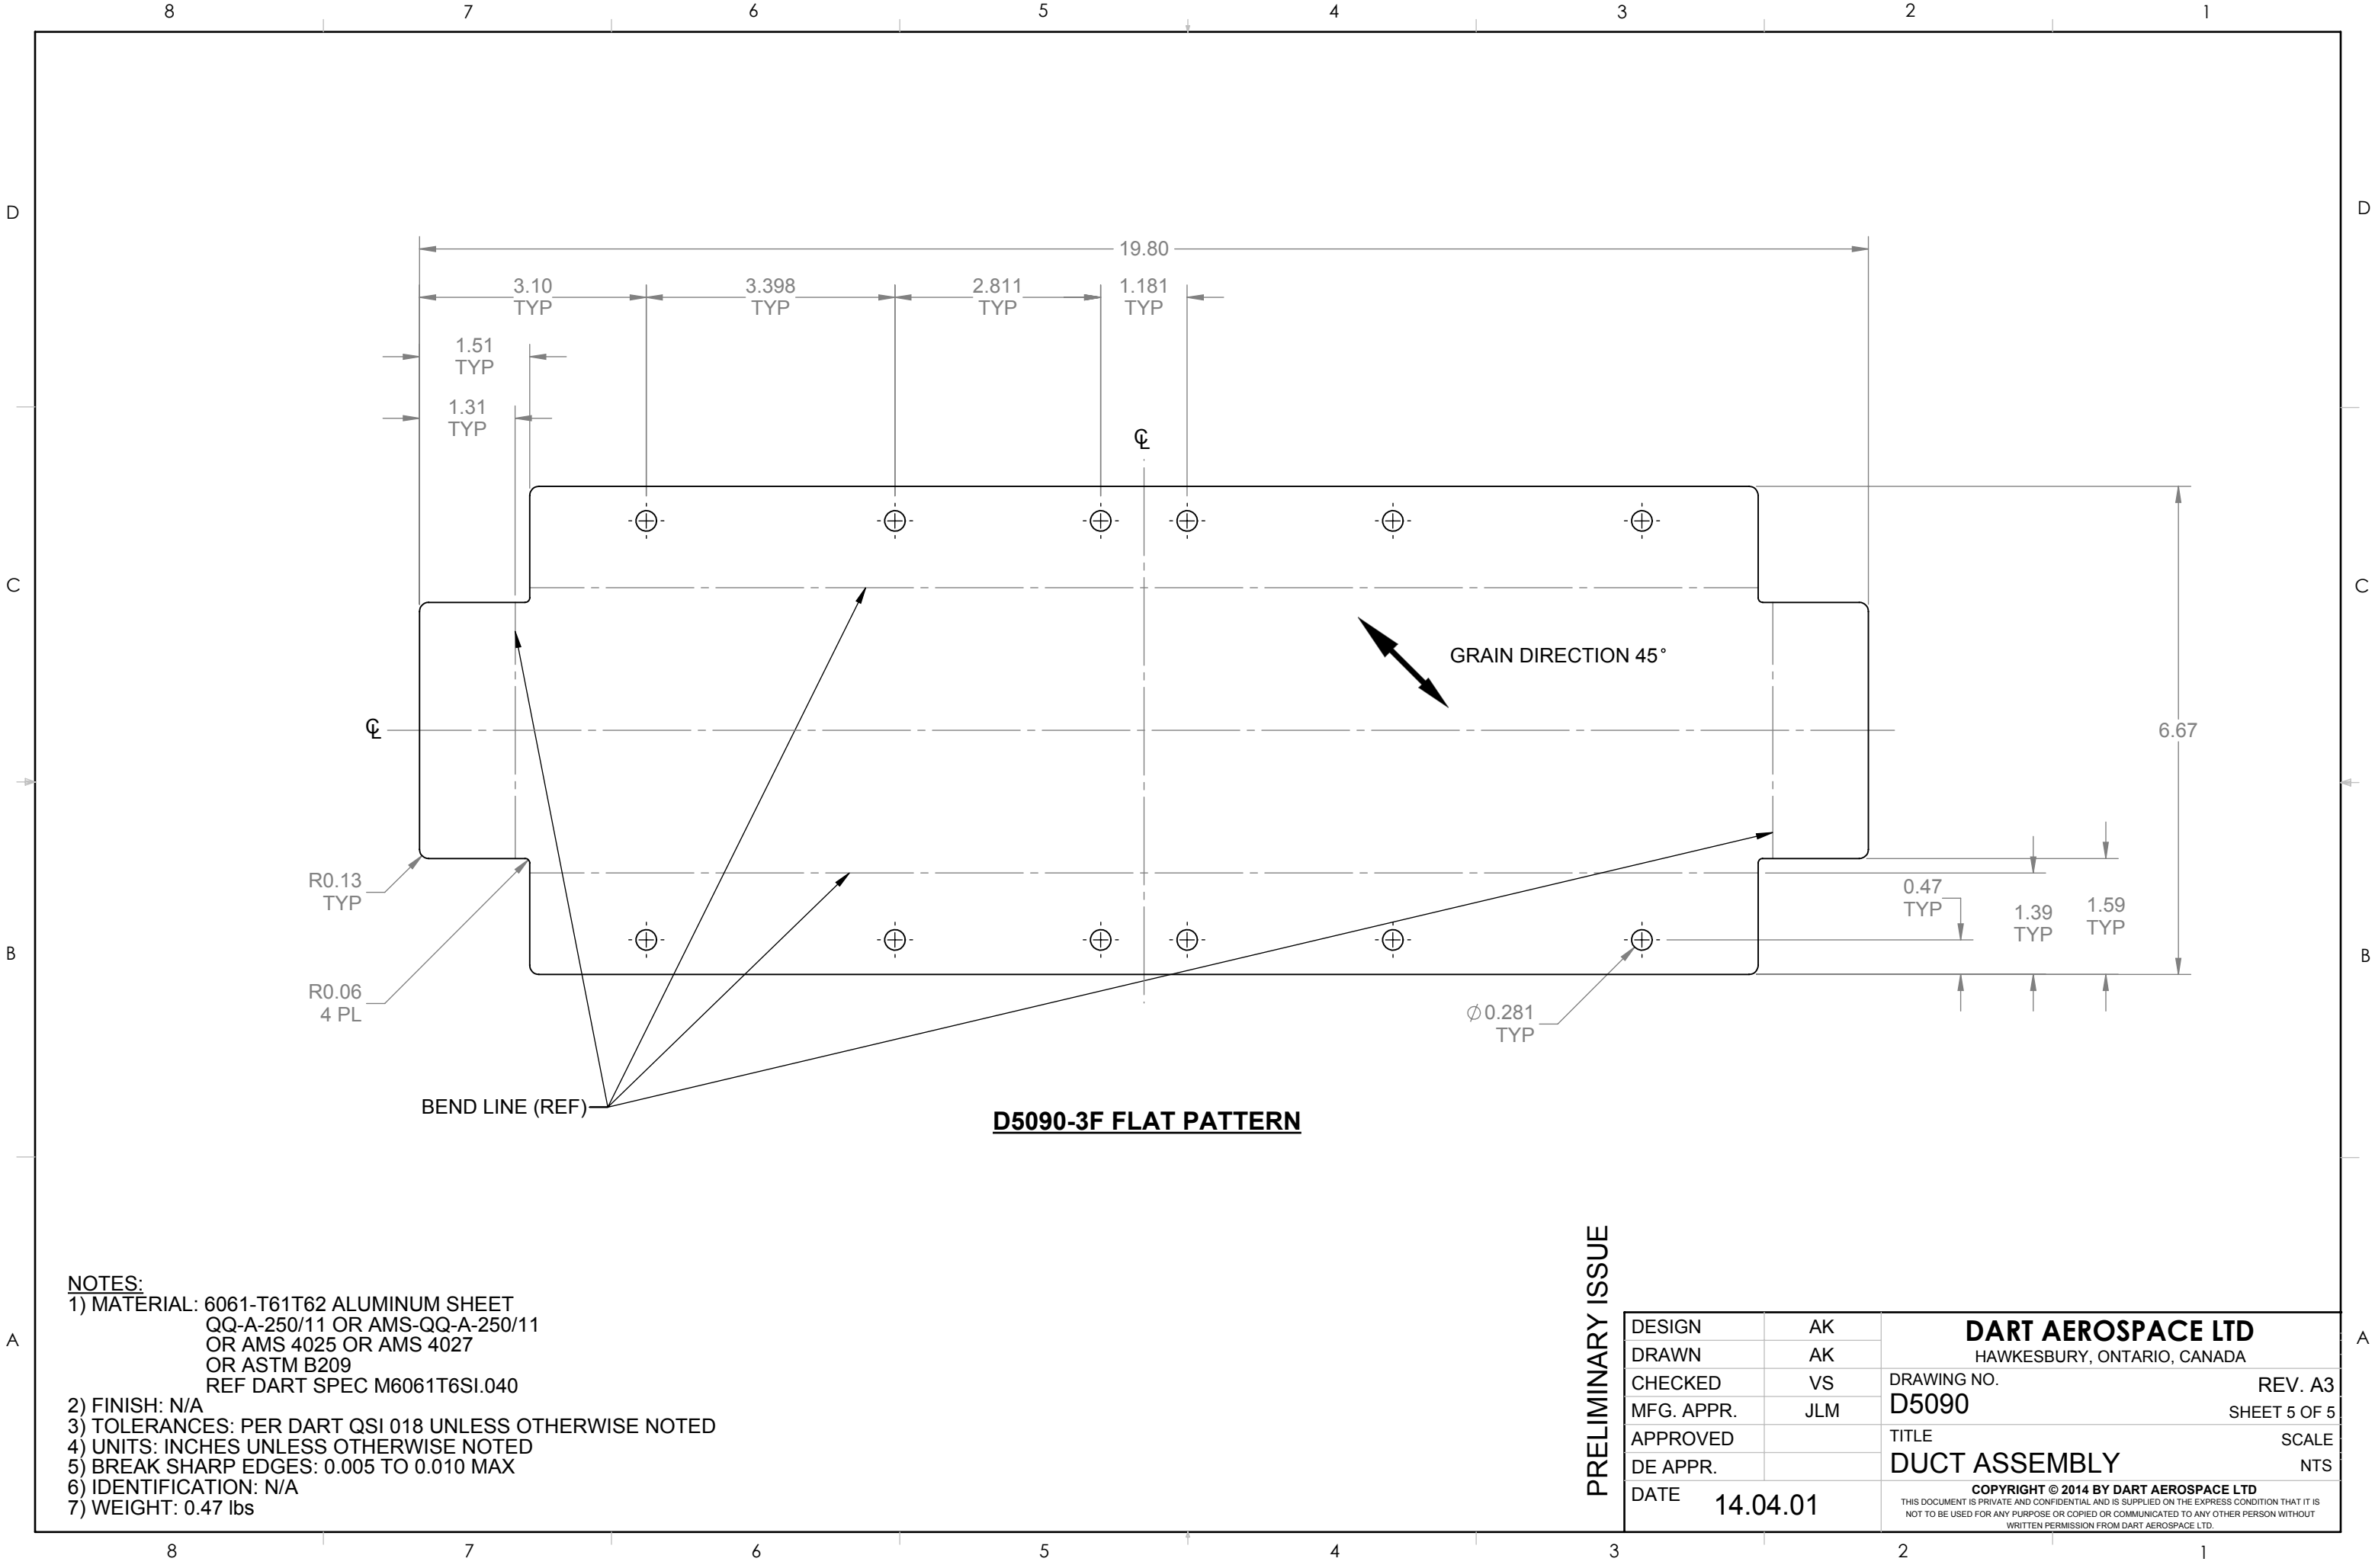 8 7 6 5 4 3 2 1
D D
19.80
3.10 3.398 2.811 1.181
TYP TYP TYP TYP
1.51
TYP
1.31
TYP
℄
C C
GRAIN DIRECTION 45°
℄
6.67
R0.13
TYP
0.47
TYP
1.39
TYP
1.59
TYP
B B
R0.06
4 PL
Ø0.281
TYP
BEND LINE (REF)
D5090-3F FLAT PATTERN
NOTES:
1) MATERIAL: 6061-T61T62 ALUMINUM SHEET
QQ-A-250/11 OR AMS-QQ-A-250/11
OR AMS 4025 OR AMS 4027
OR ASTM B209
REF DART SPEC M6061T6SI.040
2) FINISH: N/A
3) TOLERANCES: PER DART QSI 018 UNLESS OTHERWISE NOTED
4) UNITS: INCHES UNLESS OTHERWISE NOTED
5) BREAK SHARP EDGES: 0.005 TO 0.010 MAX
6) IDENTIFICATION: N/A
7) WEIGHT: 0.47 lbs
A A
PRELIMINARY ISSUE
DESIGN AK
DRAWN AK
CHECKED VS
MFG. APPR. JLM
APPROVED
DE APPR.
DATE 14.04.01
DART AEROSPACE LTD
HAWKESBURY, ONTARIO, CANADA
DRAWING NO. REV. A3
D5090 SHEET 5 OF 5
TITLE SCALE
DUCT ASSEMBLY NTS
COPYRIGHT © 2014 BY DART AEROSPACE LTD
THIS DOCUMENT IS PRIVATE AND CONFIDENTIAL AND IS SUPPLIED ON THE EXPRESS CONDITION THAT IT IS
NOT TO BE USED FOR ANY PURPOSE OR COPIED OR COMMUNICATED TO ANY OTHER PERSON WITHOUT
WRITTEN PERMISSION FROM DART AEROSPACE LTD.
8 7 6 5 4 3 2 1